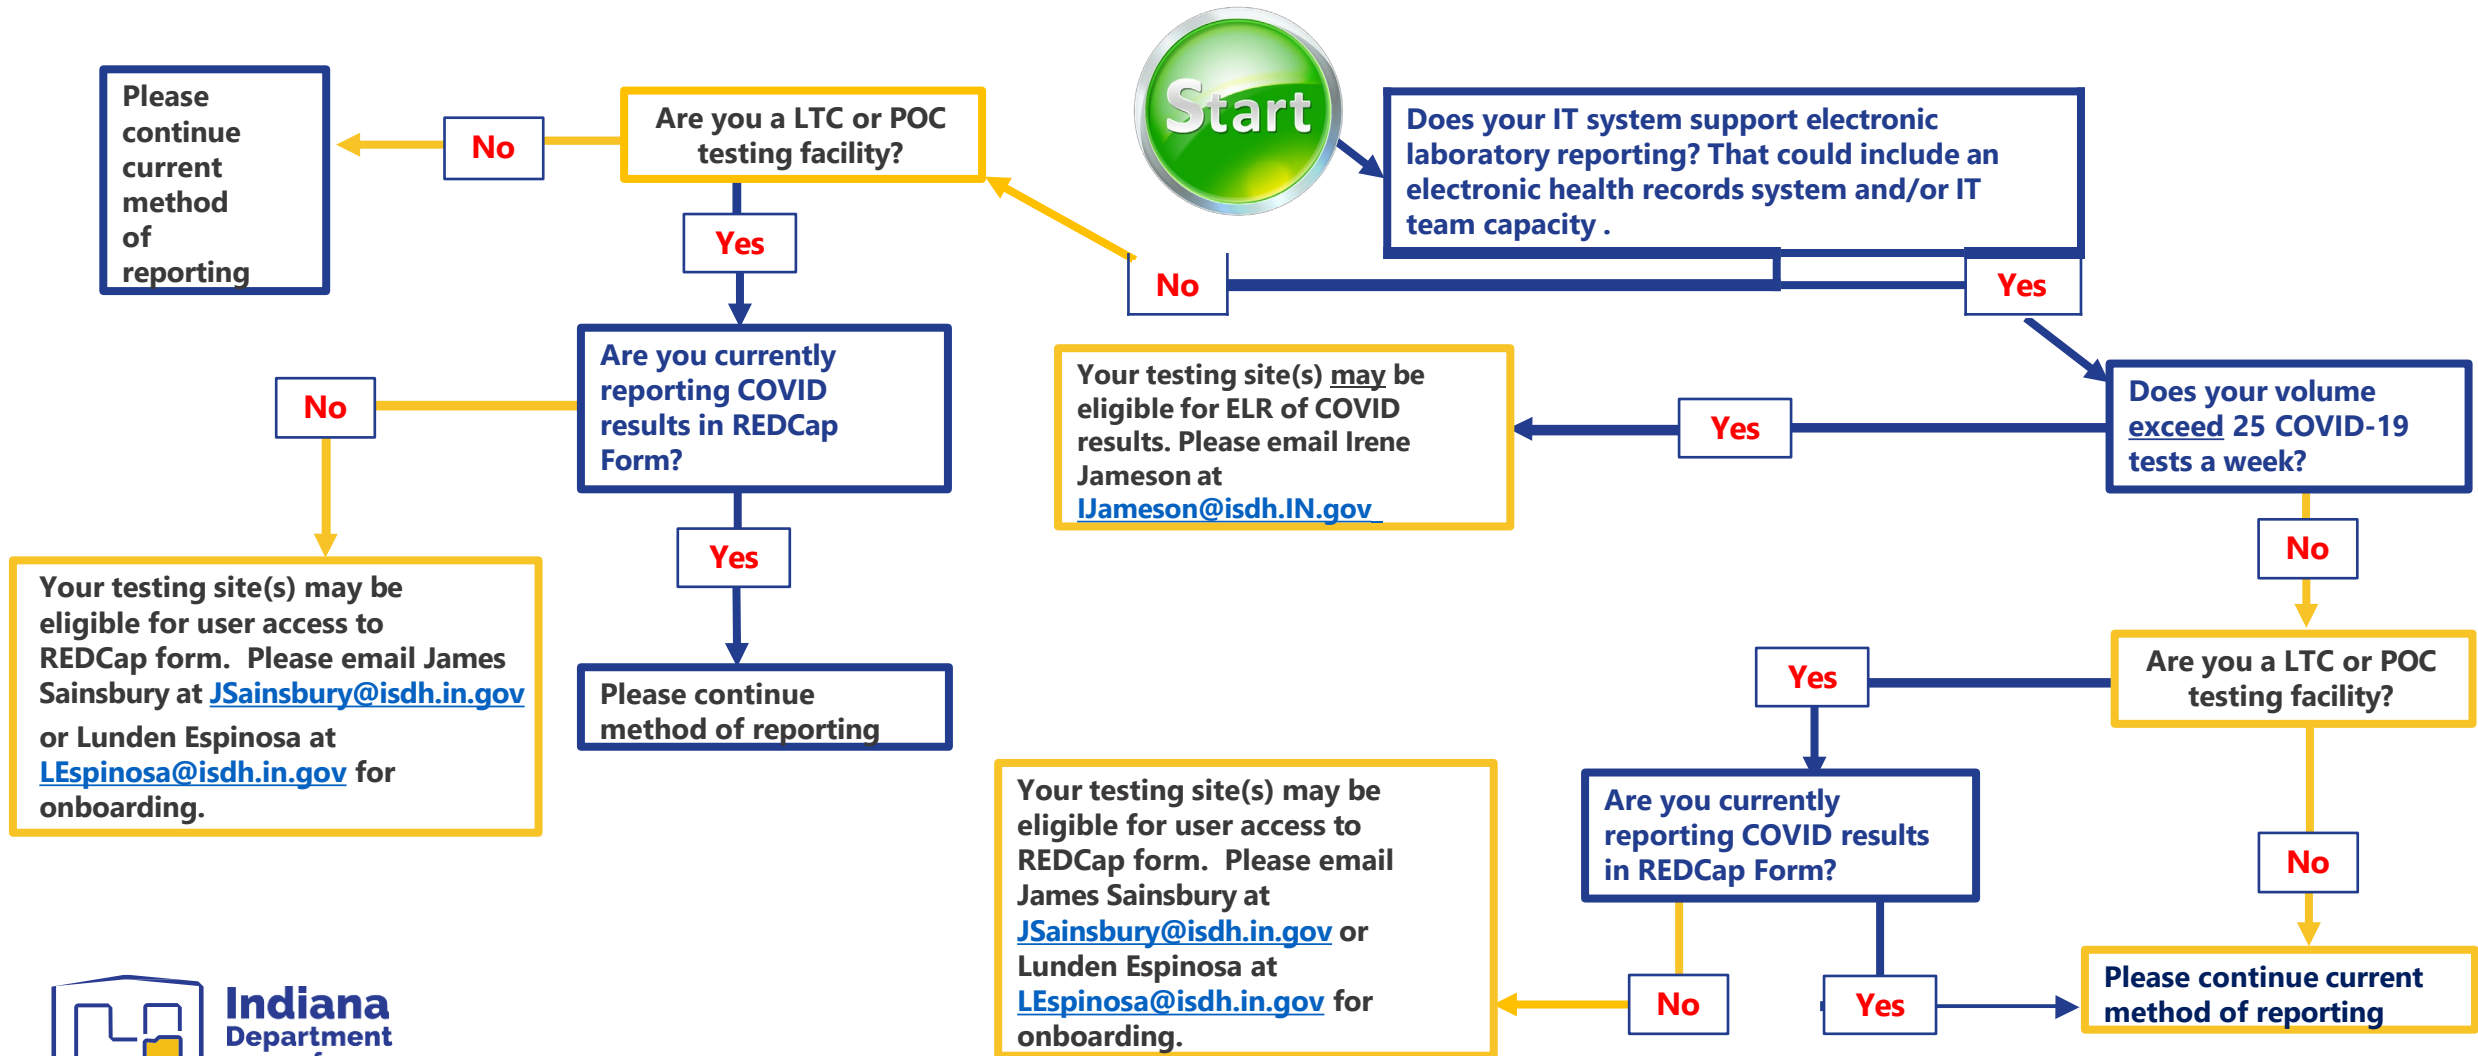 Start
Does your IT system support electronic
laboratory reporting? That could include an
electronic health records system and/or IT
team capacity .
No
Yes
Are you a LTC or POC
testing facility?
No
Please
continue
current
method
of
reporting
Yes
Are you currently
reporting COVID
results in REDCap
Form?
No
Your testing site(s) may be
eligible for user access to
REDCap form. Please email James
Sainsbury at JSainsbury@isdh.in.gov
or Lunden Espinosa at
LEspinosa@isdh.in.gov for
onboarding.
Yes
Please continue
method of reporting
Does your volume
exceed 25 COVID-19
tests a week?
Yes
Your testing site(s) may be
eligible for ELR of COVID
results. Please email Irene
Jameson at
IJameson@isdh.IN.gov
No
Are you a LTC or POC
testing facility?
Yes
Are you currently
reporting COVID results
in REDCap Form?
No
Your testing site(s) may be
eligible for user access to
REDCap form. Please email
James Sainsbury at
JSainsbury@isdh.in.gov or
Lunden Espinosa at
LEspinosa@isdh.in.gov for
onboarding.
Yes
No
Please continue current
method of reporting
Indiana
Department